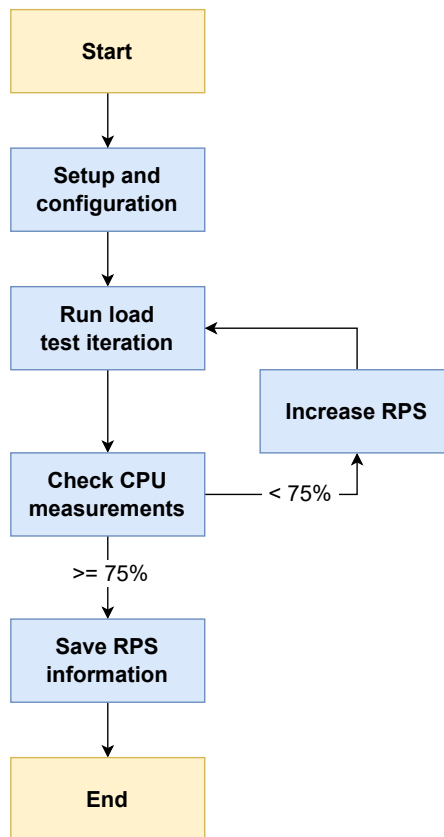 Start
Setup and
configuration
Run load
test iteration
Increase RPS
Check CPU
measurements
< 75%
>= 75%
Save RPS
information
End